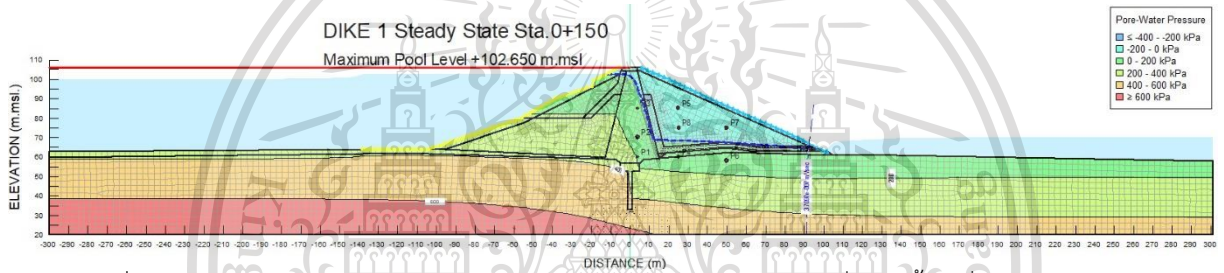 DIKE 1 Steady State Sta.0+150
Maximum Pool Level +102.650 m.msl
Pore-Water Pressure
≤ -400 - -200 kPa
-200 - 0 kPa
0 - 200 kPa
200 - 400 kPa
400 - 600 kPa
≥ 600 kPa
ELEVATION (m.msl.)
110
100
90
80
70
60
50
40
30
20
P5
P8
P7
P2
P1
P6
-300 -290 -280 -270 -260 -250 -240 -230 -220 -210 -200 -190 -180 -170 -160 -150 -140 -130 -120 -110 -100 -90 -80 -70 -60 -50 -40 -30 -20 -10 0 10 20 30 40 50 60 70 80 90 100 110 120 130 140 150 160 170 180 190 200 210 220 230 240 250 260 270 280 290 300
DISTANCE (m)